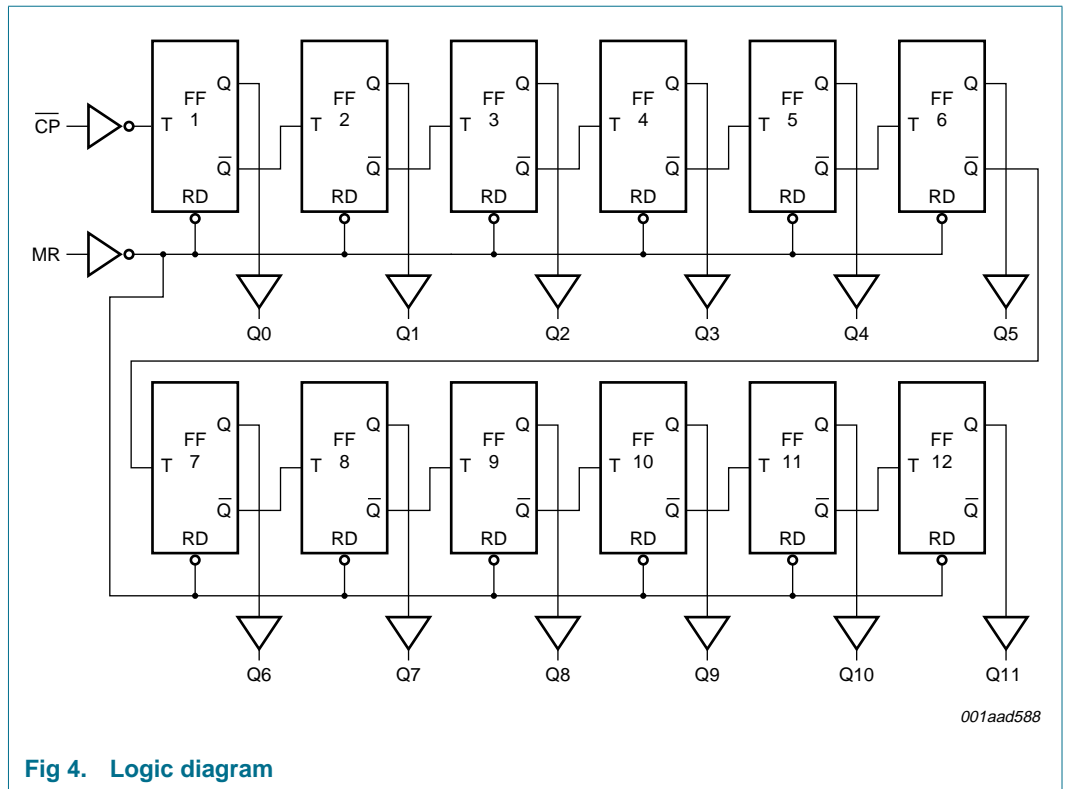 Q Q Q Q Q Q
FF FF FF FF FF FF
1 2 3 4 5 6
C̅P̅ T T T T T T
Q̅ Q̅ Q̅ Q̅ Q̅ Q̅
RD RD RD RD RD RD
MR
Q0 Q1 Q2 Q3 Q4 Q5
Q Q Q Q Q Q
FF FF FF FF FF FF
7 8 9 10 11 12
T T T T T T
Q̅ Q̅ Q̅ Q̅ Q̅ Q̅
RD RD RD RD RD RD
Q6 Q7 Q8 Q9 Q10 Q11
001aad588
Fig 4. Logic diagram